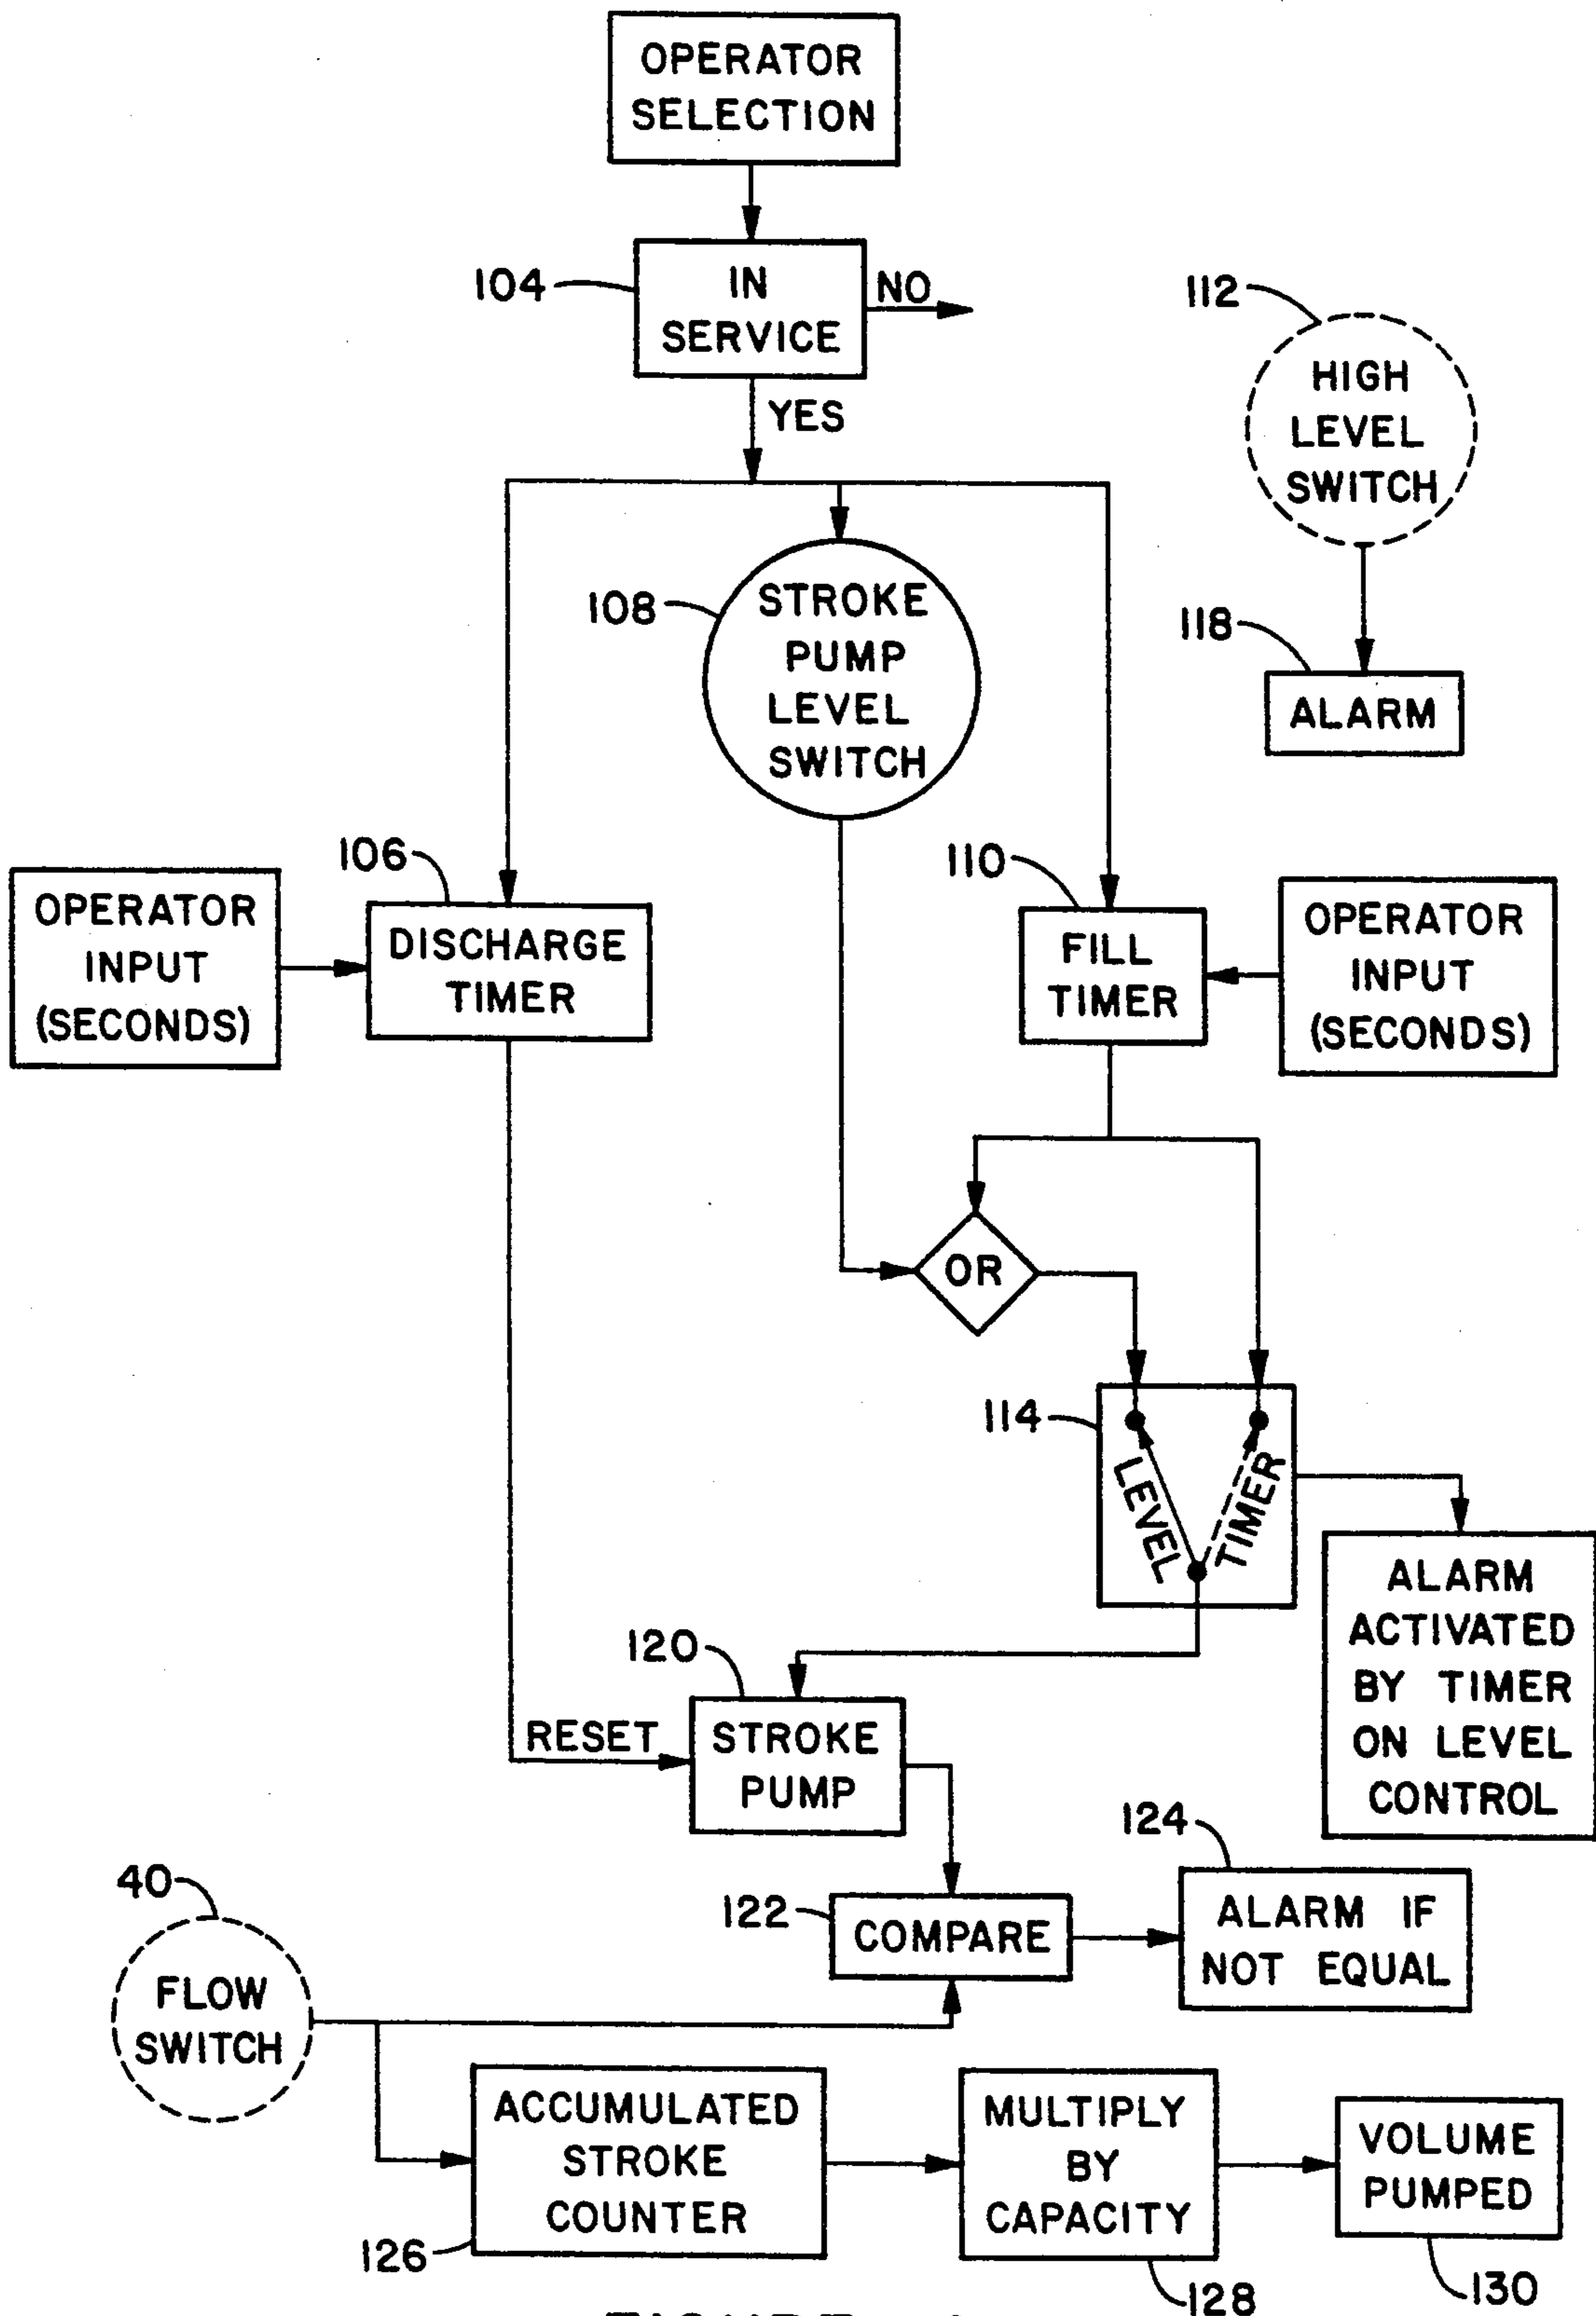 OPERATOR
SELECTION
104
IN
SERVICE
NO
YES
112
HIGH
LEVEL
SWITCH
108
STROKE
PUMP
LEVEL
SWITCH
118
ALARM
106
110
OPERATOR
INPUT
(SECONDS)
DISCHARGE
TIMER
FILL
TIMER
OPERATOR
INPUT
(SECONDS)
OR
114
LEVEL
TIMER
ALARM
ACTIVATED
BY TIMER
ON LEVEL
CONTROL
120
RESET
STROKE
PUMP
124
40
122
COMPARE
ALARM IF
NOT EQUAL
FLOW
SWITCH
ACCUMULATED
STROKE
COUNTER
126
MULTIPLY
BY
CAPACITY
128
VOLUME
PUMPED
130